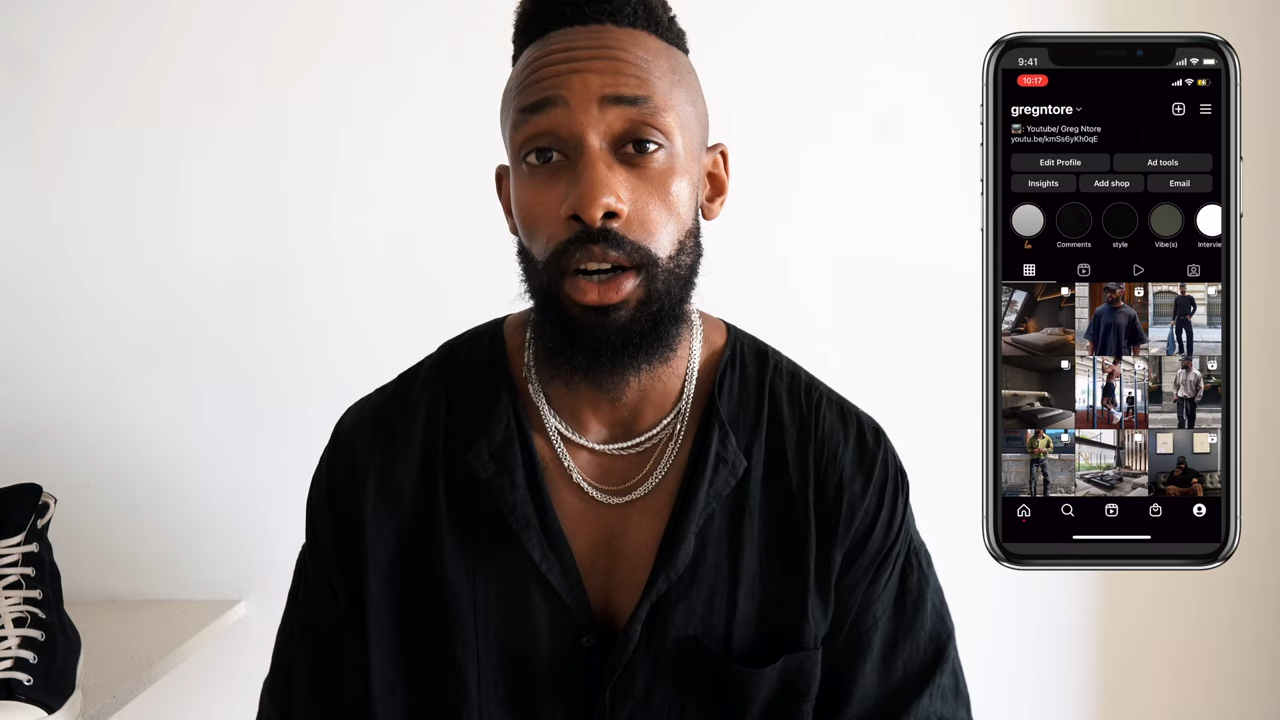 9:41
10:17
gregntore
: Youtube/ Greg Ntore
youtu.be/kmSs6yKh0qE
Edit Profile
Ad tools
Insights
Add shop
Email
Comments
style
Vibe(s)
Intervie